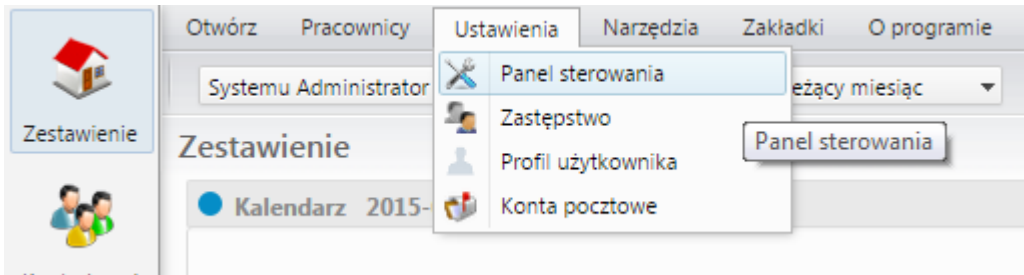 Otwórz Pracownicy Ustawienia Narzędzia Zakładki O programie
Systemu Administrator
Panel sterowania
miesiąc
Zestawienie
Zastępstwo
Panel sterowania
Zestawienie
Profil użytkownika
Kalendarz 2015-
Konta pocztowe